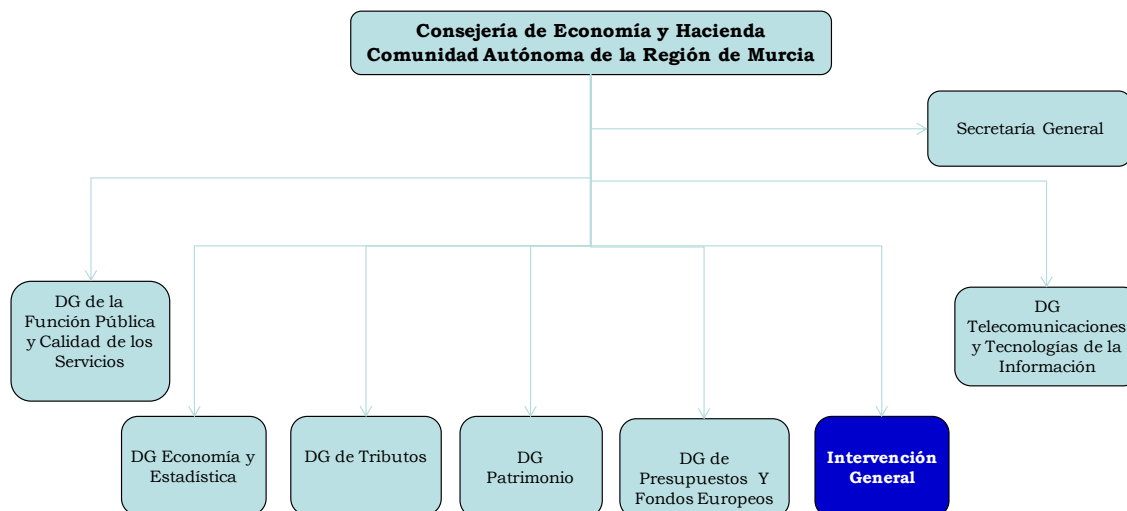 Consejería de Economía y Hacienda
Comunidad Autónoma de la Región de Murcia
Secretaría General
DG de la
Función Pública
y Calidad de los
Servicios
DG
Telecomunicaciones
y Tecnologías de la
Información
DG Economía y
Estadística
DG de Tributos
DG
Patrimonio
DG de
Presupuestos Y
Fondos Europeos
Intervención
General